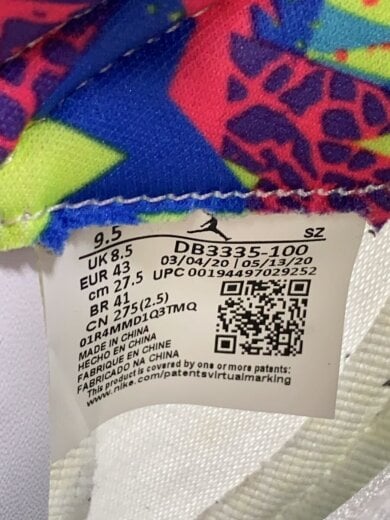 9.5 SZ
UK 8.5 DB3335-100
EUR 43 03/04/20 | 05/13/20
cm 27.5 UPC 00194497029252
BR 41
CN 275(2.5)
01R4MMD1Q3TMQ
MADE IN CHINA
HECHO EN CHINA
FABRIQUE EN CHINE
FABRICADO NA CHINA
This product is covered by one or more patents:
www.nike.com/patentsvirtualmarking